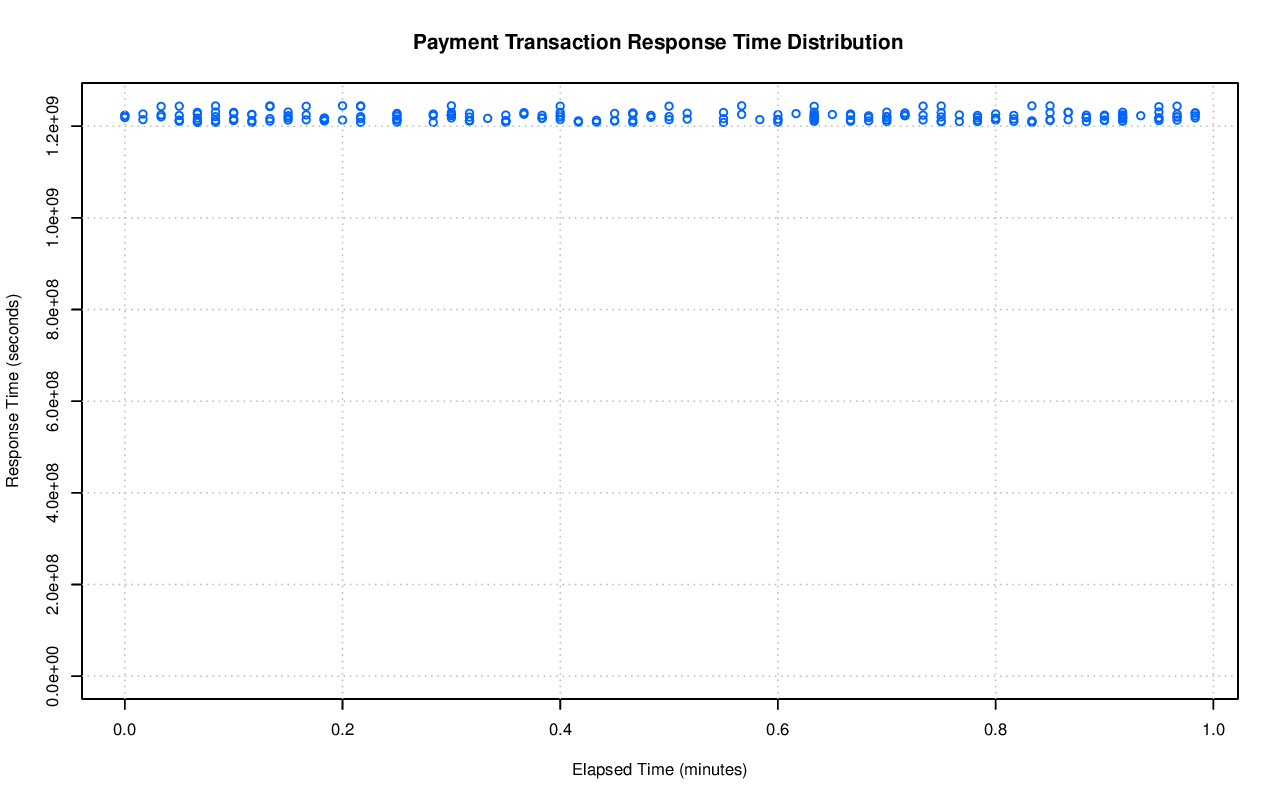 Payment Transaction Response Time Distribution
Response Time (seconds)
1.2e+09
1.0e+09
8.0e+08
6.0e+08
4.0e+08
2.0e+08
0.0e+00
0.0 0.2 0.4 0.6 0.8 1.0
Elapsed Time (minutes)